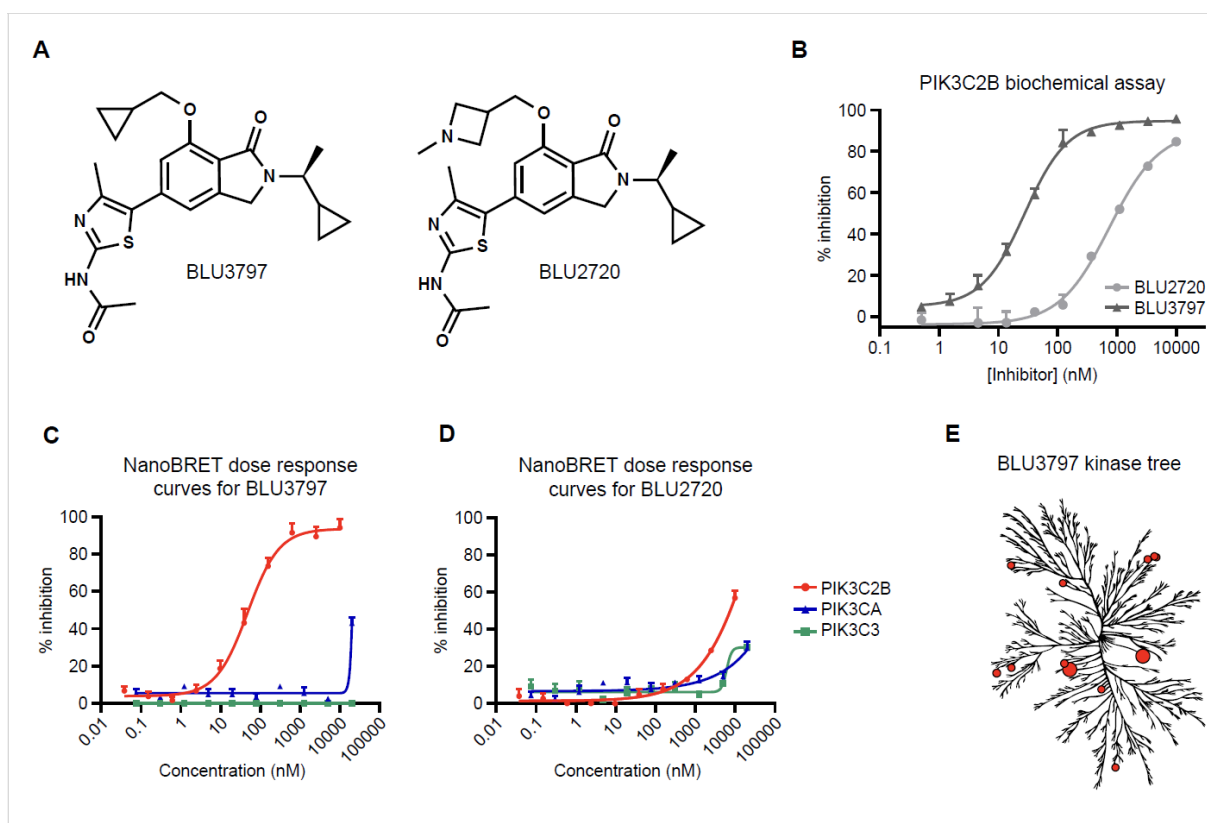 A
O
O
N
N
S
HN
O
BLU3797
N
O
O
N
N
S
HN
O
BLU2720
B
PIK3C2B biochemical assay
% inhibition
100
80
60
40
20
0
BLU2720
BLU3797
0.1 1 10 100 1000 10000
[Inhibitor] (nM)
C
NanoBRET dose response
curves for BLU3797
% inhibition
100
80
60
40
20
0
0.01 0.1 1 10 100 1000 10000 100000
Concentration (nM)
D
NanoBRET dose response
curves for BLU2720
% inhibition
100
80
60
40
20
0
0.01 0.1 1 10 100 1000 10000 100000
Concentration (nM)
PIK3C2B
PIK3CA
PIK3C3
E
BLU3797 kinase tree